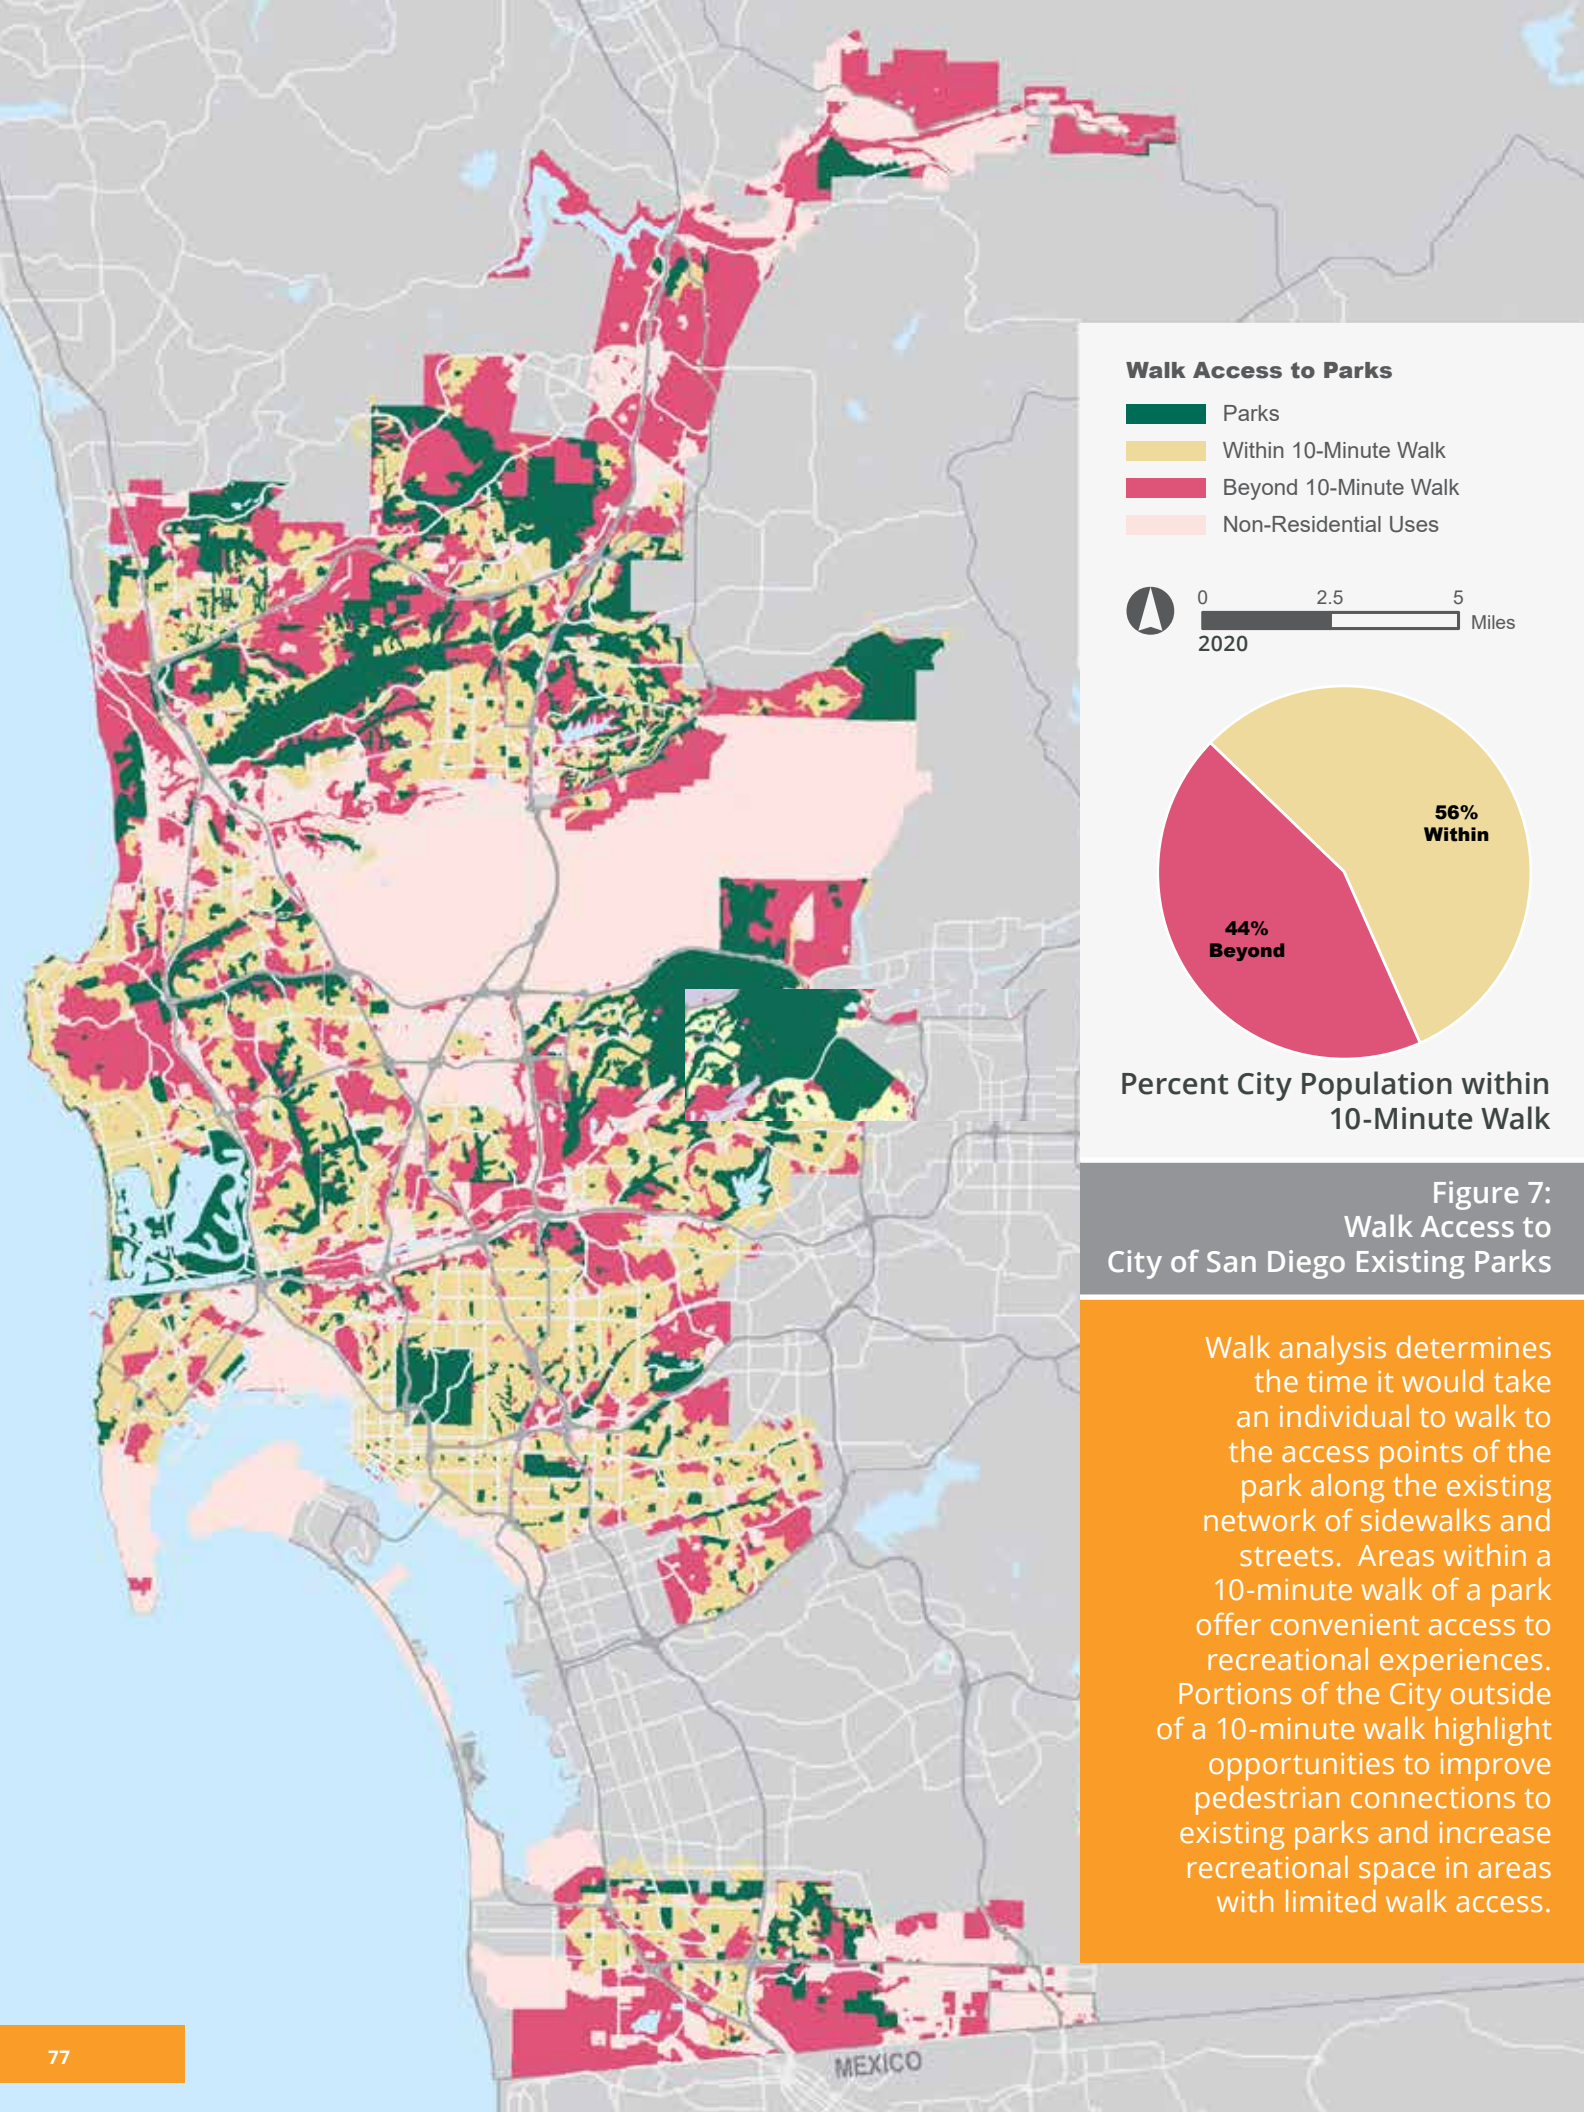 Walk Access to Parks
Parks
Within 10-Minute Walk
Beyond 10-Minute Walk
Non-Residential Uses
0 2.5 5
Miles
2020
56%
Within
44%
Beyond
Percent City Population within
10-Minute Walk
Figure 7:
Walk Access to
City of San Diego Existing Parks
Walk analysis determines
the time it would take
an individual to walk to
the access points of the
park along the existing
network of sidewalks and
streets.  Areas within a
10-minute walk of a park
offer convenient access to
recreational experiences.
Portions of the City outside
of a 10-minute walk highlight
opportunities to improve
pedestrian connections to
existing parks and increase
recreational space in areas
with limited walk access.
MEXICO
77